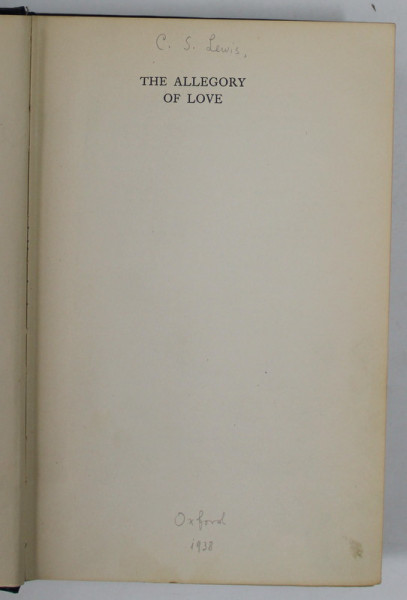 C. S. Lewis,
THE ALLEGORY
OF LOVE
Oxford
1938